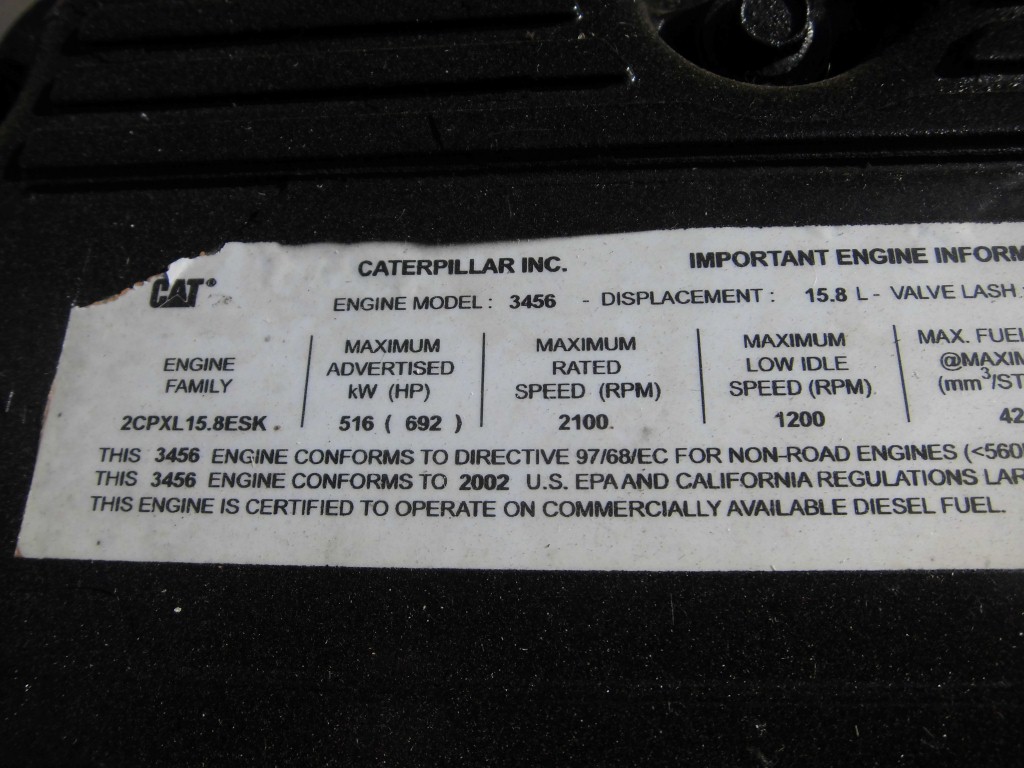 CAT®
CATERPILLAR INC. IMPORTANT ENGINE INFORM
ENGINE MODEL : 3456 - DISPLACEMENT : 15.8 L - VALVE LASH
ENGINE FAMILY
MAXIMUM ADVERTISED kW (HP)
MAXIMUM RATED SPEED (RPM)
MAXIMUM LOW IDLE SPEED (RPM)
MAX. FUEL @MAXIM (mm³/ST
2CPXL15.8ESK . 516 ( 692 ) 2100. 1200 42
THIS 3456 ENGINE CONFORMS TO DIRECTIVE 97/68/EC FOR NON-ROAD ENGINES (<560
THIS 3456 ENGINE CONFORMS TO 2002 U.S. EPA AND CALIFORNIA REGULATIONS LAR
THIS ENGINE IS CERTIFIED TO OPERATE ON COMMERCIALLY AVAILABLE DIESEL FUEL.